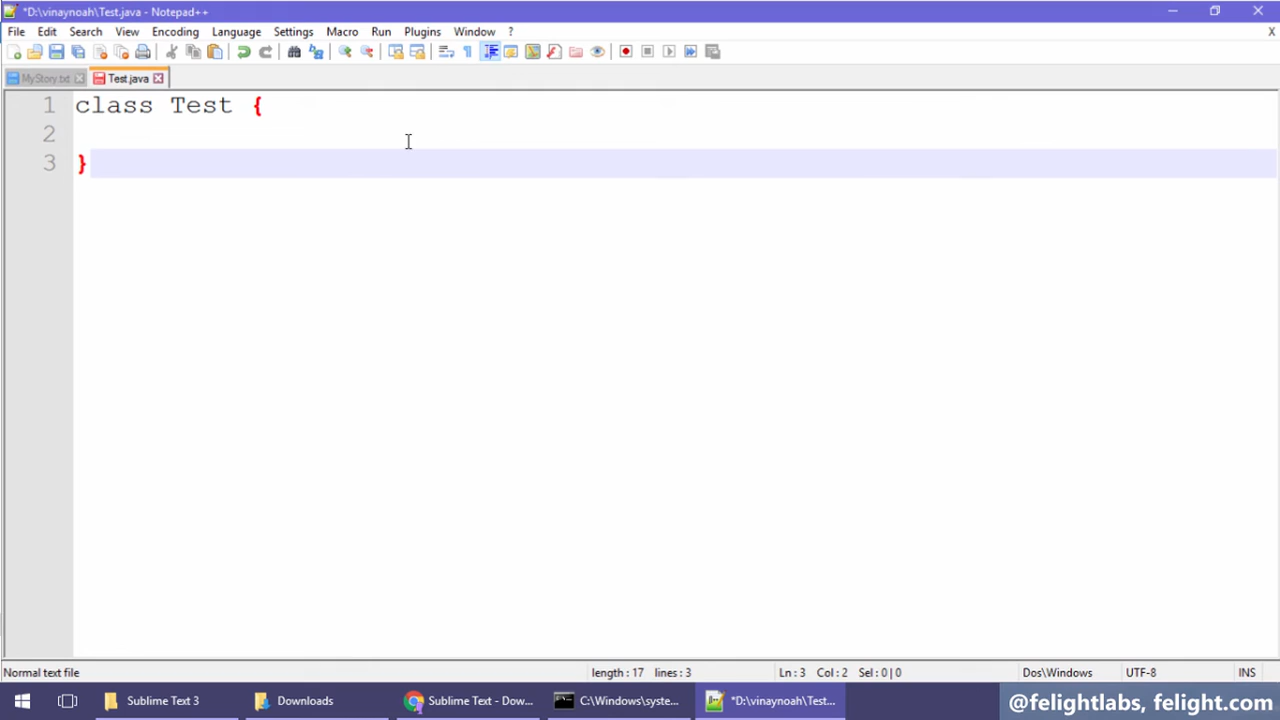 *D:\vinaynoah\Test.java - Notepad++
File Edit Search View Encoding Language Settings Macro Run Plugins Window ? X
MyStory.txt Test.java
1 class Test {
2
3 }
Normal text file length : 17 lines : 3 Ln : 3 Col : 2 Sel : 0 | 0 Dos\Windows UTF-8 INS
Sublime Text 3 Downloads Sublime Text - Dow... C:\Windows\syste... *D:\vinaynoah\Test... @felightlabs, felight.com